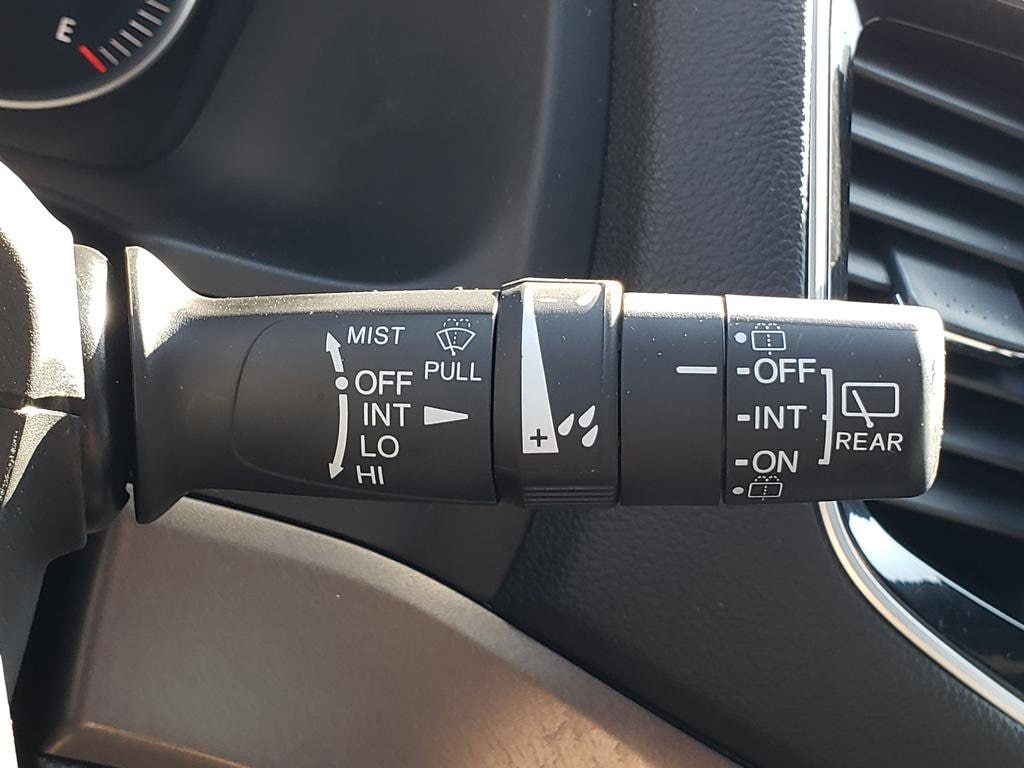 E
MIST
PULL
OFF
INT
LO
HI
+
OFF
INT
ON
REAR